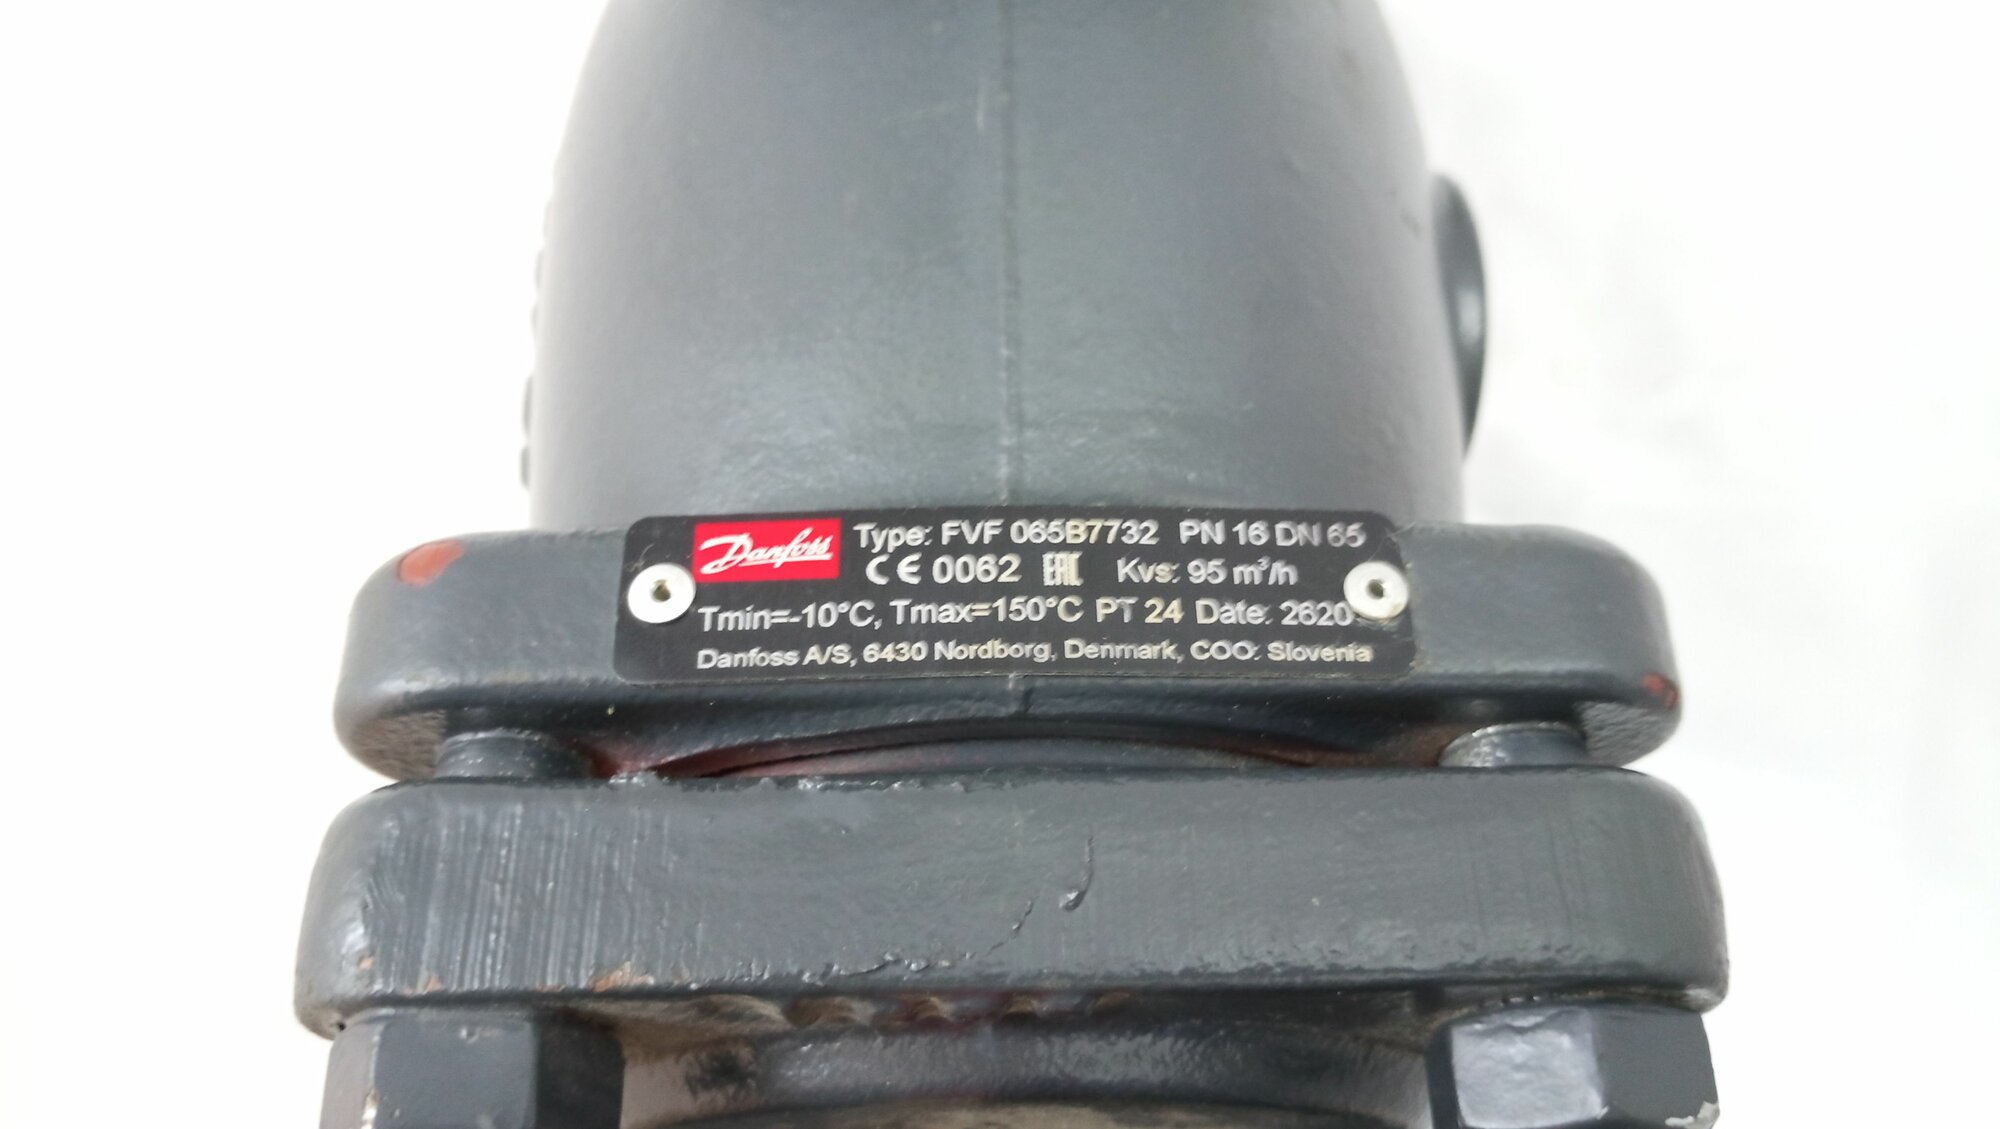 Danfoss
Type: FVF 065B7732 PN 16 DN 65
CE 0062 EAC Kvs: 95 m³/h
Tmin=-10°C, Tmax=150°C PT 24 Date: 2620
Danfoss A/S, 6430 Nordborg, Denmark, COO: Slovenia